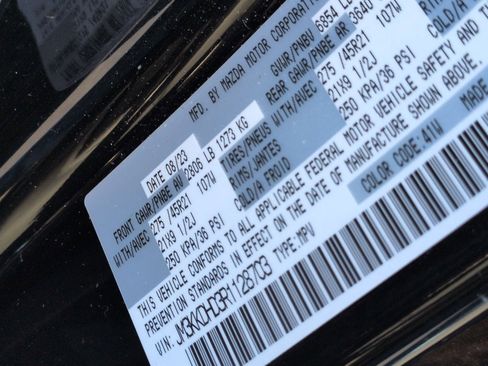 MFD. BY MAZDA MOTOR CORPORATION
DATE 08/23 GVWR/PNBV 6854 LB
FRONT GAWR/PNBE AV 2806 LB 1273 KG REAR GAWR/PNBE AR 3640
WITH/AVEC 275 /45R21 107W TIRES/PNEUS WITH/AVEC 275 /45R21 107W
21X9 1/2J RIMS/JANTES 21X9 1/2J
250 KPA/36 PSI COLD/A FROID 250 KPA/36 PSI COLD/A
THIS VEHICLE CONFORMS TO ALL APPLICABLE FEDERAL MOTOR VEHICLE SAFETY AND
PREVENTION STANDARDS IN EFFECT ON THE DATE OF MANUFACTURE SHOWN ABOVE.
VIN: JM3KKDHD3R1128703 TYPE:MPV COLOR CODE:41W MADE